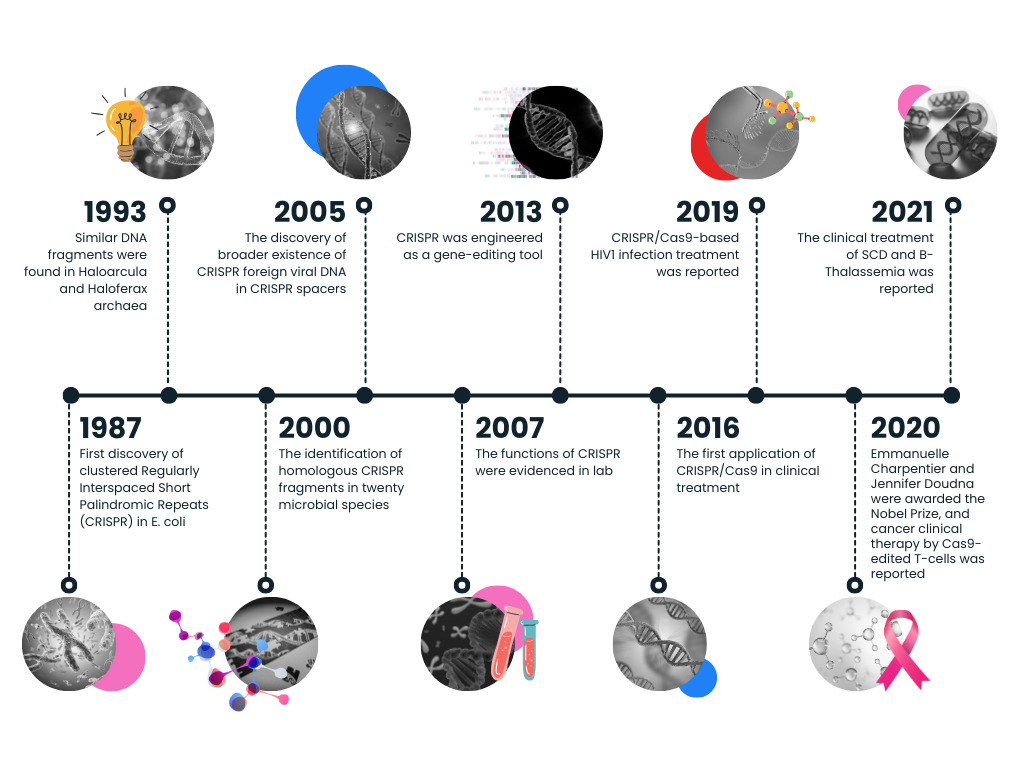 1993
Similar DNA
fragments were
found in Haloarcula
and Haloferax
archaea
2005
The discovery of
broader existence of
CRISPR foreign viral DNA
in CRISPR spacers
2013
CRISPR was engineered
as a gene-editing tool
2019
CRISPR/Cas9-based
HIV1 infection treatment
was reported
2021
The clinical treatment
of SCD and B-
Thalassemia was
reported
1987
First discovery of
clustered Regularly
Interspaced Short
Palindromic Repeats
(CRISPR) in E. coli
2000
The identification of
homologous CRISPR
fragments in twenty
microbial species
2007
The functions of CRISPR
were evidenced in lab
2016
The first application of
CRISPR/Cas9 in clinical
treatment
2020
Emmanuelle
Charpentier and
Jennifer Doudna
were awarded the
Nobel Prize, and
cancer clinical
therapy by Cas9-
edited T-cells was
reported